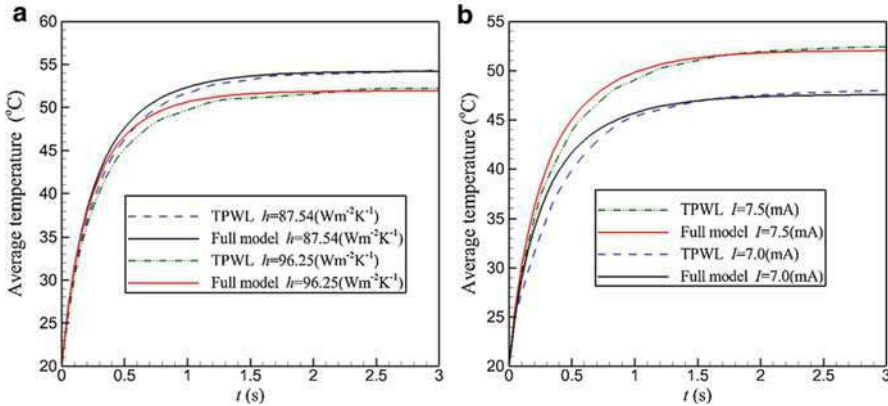 a
Average temperature (°C)
60
55
50
45
40
35
30
25
20
TPWL h=87.54(Wm⁻²K⁻¹)
Full model h=87.54(Wm⁻²K⁻¹)
TPWL h=96.25(Wm⁻²K⁻¹)
Full model h=96.25(Wm⁻²K⁻¹)
0 0.5 1 1.5 2 2.5 3
t (s)
b
Average temperature (°C)
55
50
45
40
35
30
25
20
TPWL I=7.5(mA)
Full model I=7.5(mA)
TPWL I=7.0(mA)
Full model I=7.0(mA)
0 0.5 1 1.5 2 2.5 3
t (s)